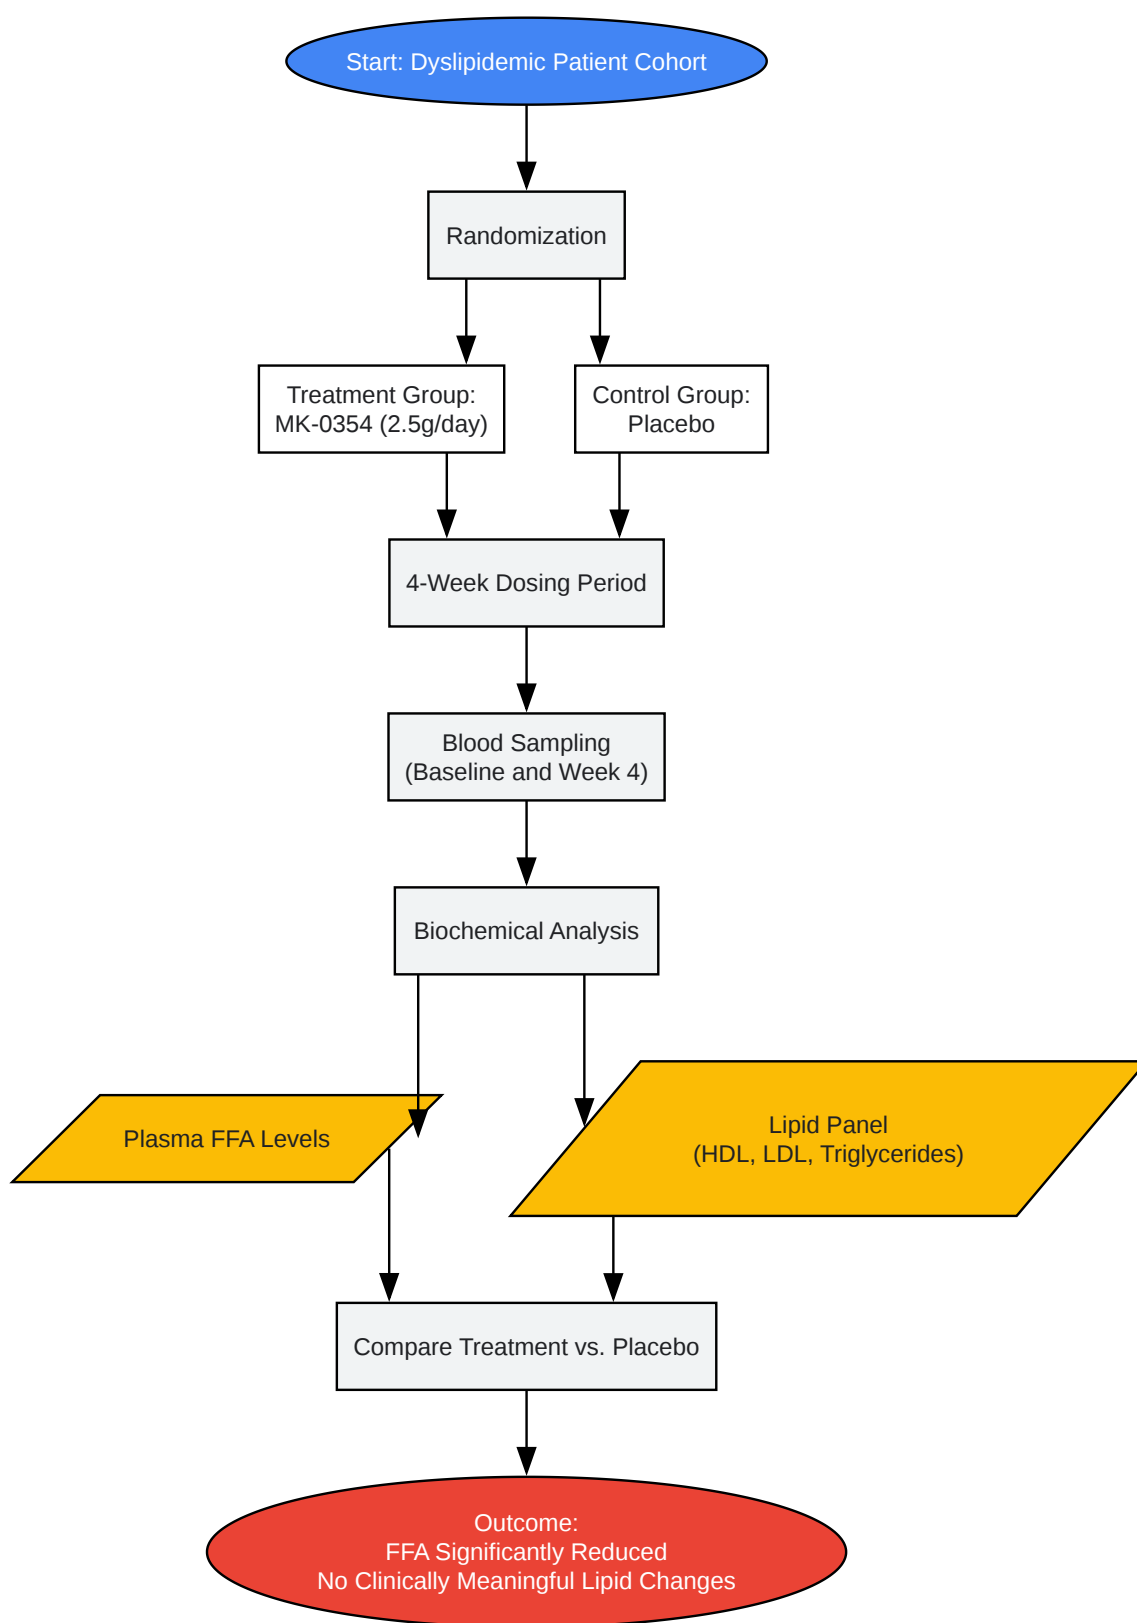 Start: Dyslipidemic Patient Cohort
Randomization
Treatment Group:
MK-0354 (2.5g/day)
Control Group:
Placebo
4-Week Dosing Period
Blood Sampling
(Baseline and Week 4)
Biochemical Analysis
Plasma FFA Levels
Lipid Panel
(HDL, LDL, Triglycerides)
Compare Treatment vs. Placebo
Outcome:
FFA Significantly Reduced
No Clinically Meaningful Lipid Changes